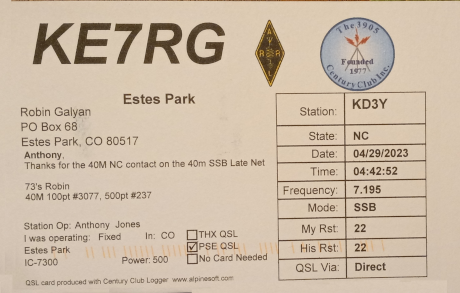 KE7RG
A R R L
The 3905
Founded
1977
Century Club Inc.
Estes Park
Robin Galyan
PO Box 68
Estes Park, CO 80517
Anthony,
Thanks for the 40M NC contact on the 40m SSB Late Net
73's Robin
40M 100pt #3077, 500pt #237
Station Op: Anthony Jones
I was operating: Fixed In: CO
Estes Park
IC-7300 Power: 500
THX QSL
PSE QSL
No Card Needed
QSL card produced with Century Club Logger www.alpinesoft.com
Station: KD3Y
State: NC
Date: 04/29/2023
Time: 04:42:52
Frequency: 7.195
Mode: SSB
My Rst: 22
His Rst: 22
QSL Via: Direct